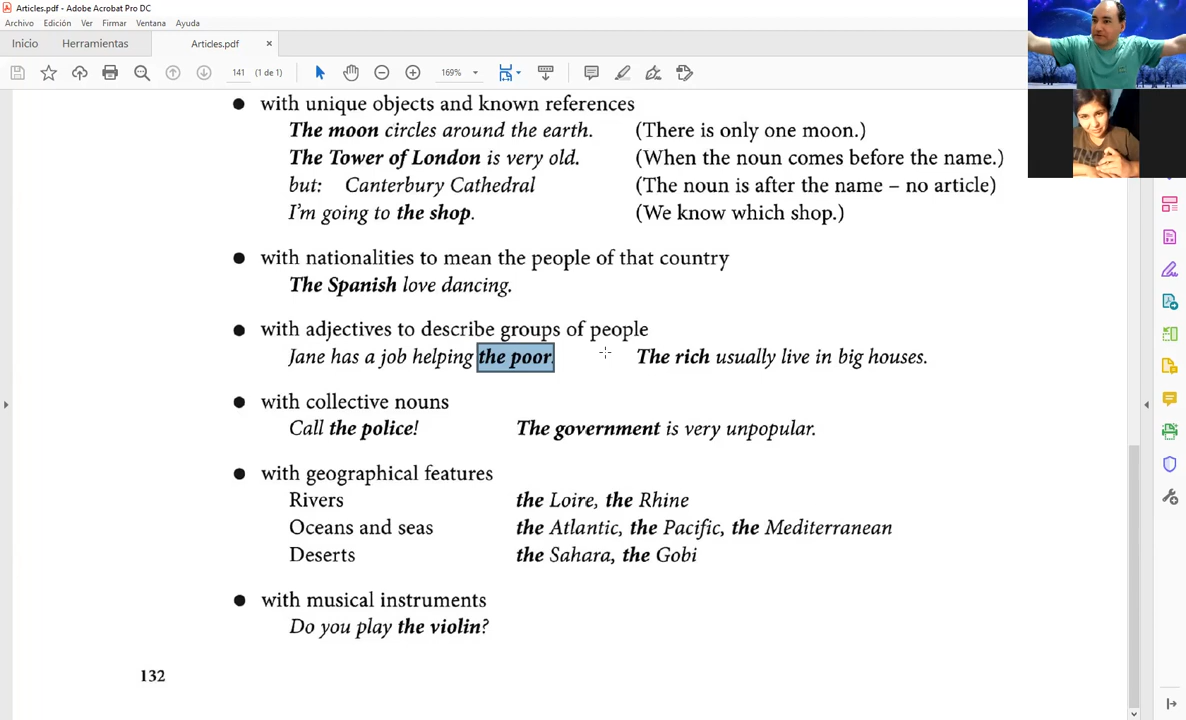 Articles.pdf - Adobe Acrobat Pro DC
Archivo Edición Ver Firmar Ventana Ayuda
Inicio Herramientas Articles.pdf ×
141 (1 de 1) 169%
● with unique objects and known references
The moon circles around the earth. (There is only one moon.)
The Tower of London is very old. (When the noun comes before the name.)
but: Canterbury Cathedral (The noun is after the name – no article)
I'm going to the shop. (We know which shop.)
● with nationalities to mean the people of that country
The Spanish love dancing.
● with adjectives to describe groups of people
Jane has a job helping the poor. The rich usually live in big houses.
● with collective nouns
Call the police! The government is very unpopular.
● with geographical features
Rivers the Loire, the Rhine
Oceans and seas the Atlantic, the Pacific, the Mediterranean
Deserts the Sahara, the Gobi
● with musical instruments
Do you play the violin?
132